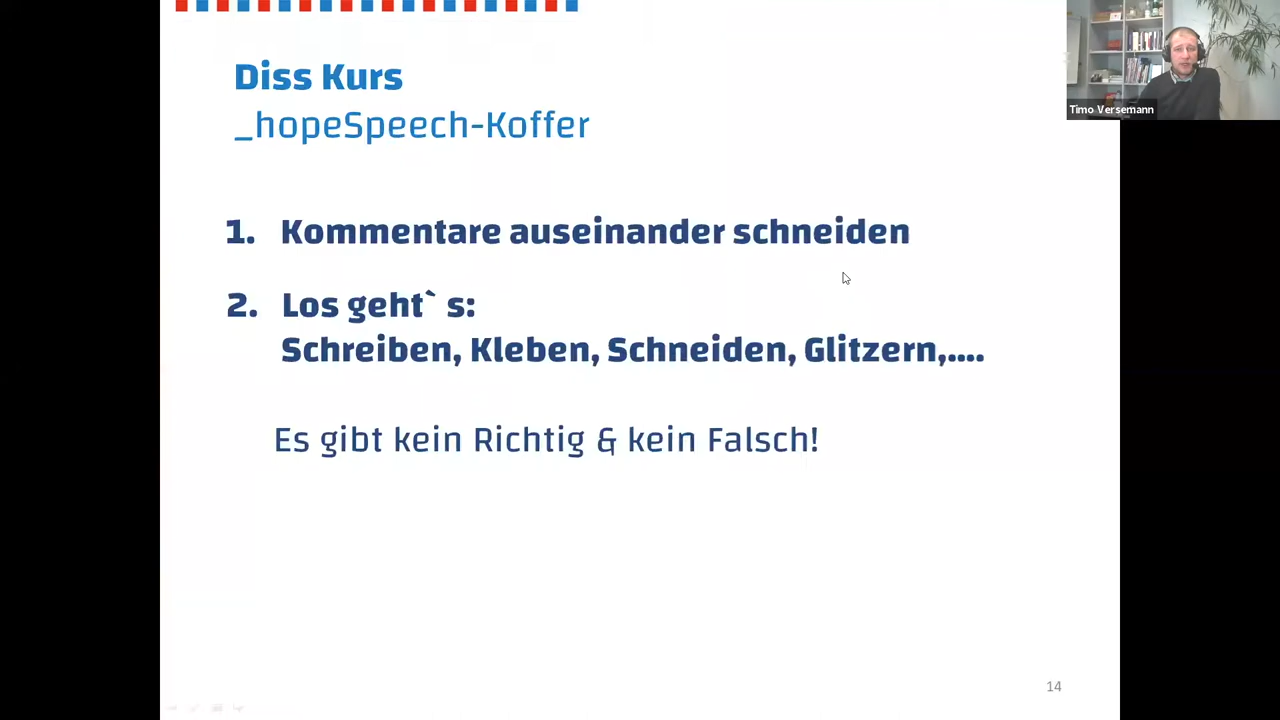 Diss Kurs
_hopeSpeech-Koffer
Timo Versemann
1. Kommentare auseinander schneiden
2. Los geht` s:
Schreiben, Kleben, Schneiden, Glitzern,....
Es gibt kein Richtig & kein Falsch!
14